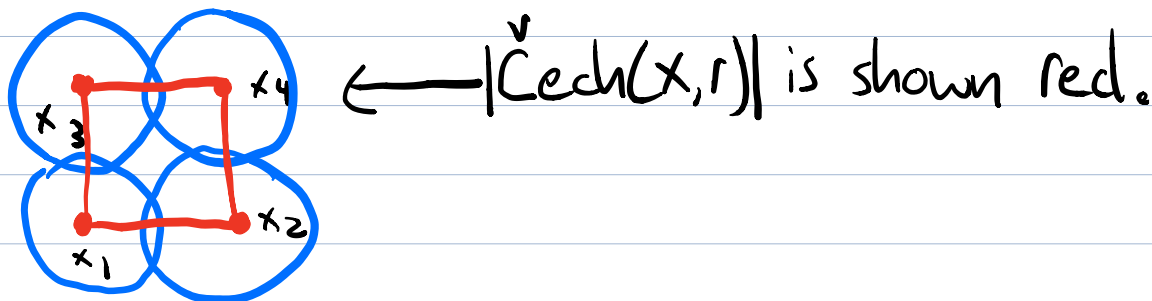 x4 ← |Čech(X,r)| is shown red.
x3
x2
x1